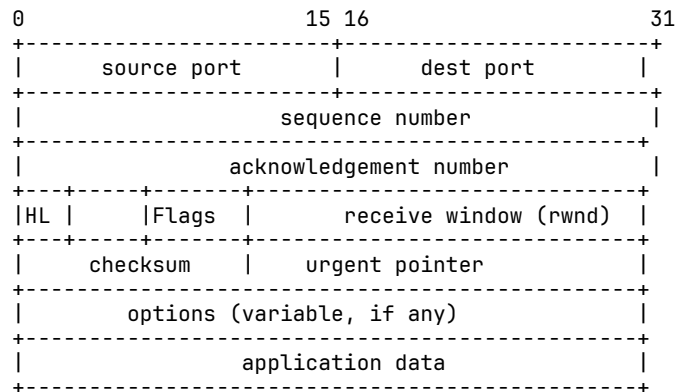 0 15 16 31
+-------------------------+-------------------------+
| source port | dest port |
+-------------------------+-------------------------+
| sequence number |
+-------------------------------------------------+
| acknowledgement number |
+---+-----+-------+-------------------------------+
|HL | |Flags | receive window (rwnd) |
+---+-----+-------+-------------------------------+
| checksum | urgent pointer |
+-------------------------------------------------+
| options (variable, if any) |
+-------------------------------------------------+
| application data |
+-------------------------------------------------+